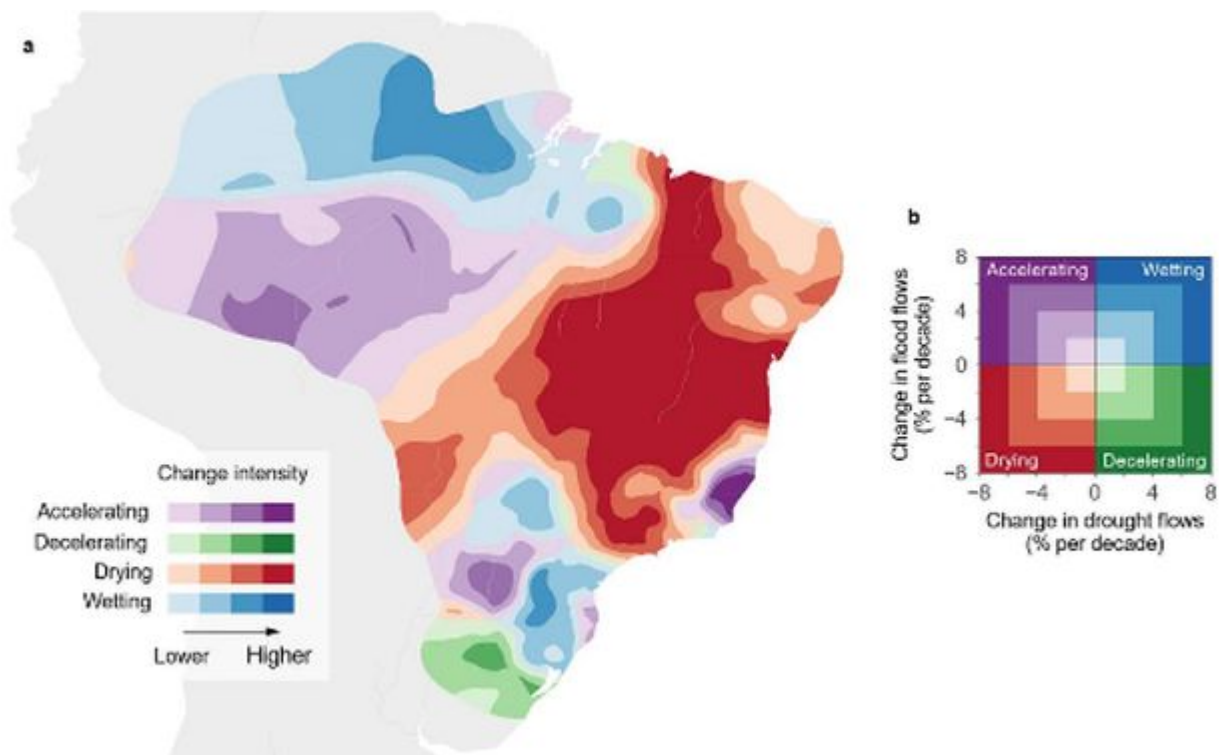 a
Change intensity
Accelerating
Decelerating
Drying
Wetting
Lower
Higher
b
8
4
0
−4
−8
Change in flood flows
(% per decade)
Accelerating
Wetting
Drying
Decelerating
−8
−4
0
4
8
Change in drought flows
(% per decade)